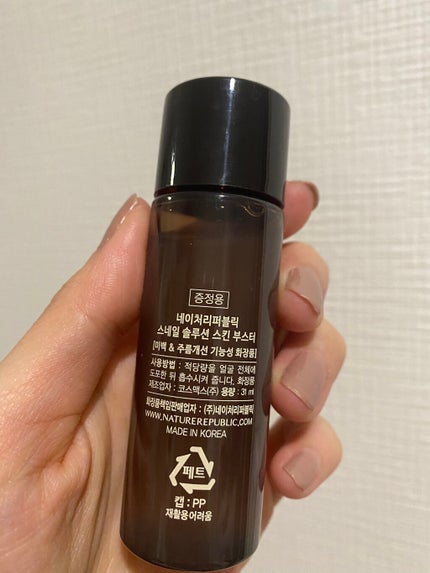 증정용
네이처리퍼블릭
스네일 솔루션 스킨 부스터
[미백 & 주름개선 기능성 화장품]
사용방법 : 적당량을 얼굴 전체에
도포한 뒤 흡수시켜 줍니다. 화장품
제조업자 : 코스맥스(주) 용량 : 31 ml
화장품책임판매업자 : (주)네이처리퍼블릭
WWW.NATUREREPUBLIC.COM
MADE IN KOREA
페트
캡 : PP
재활용어려움